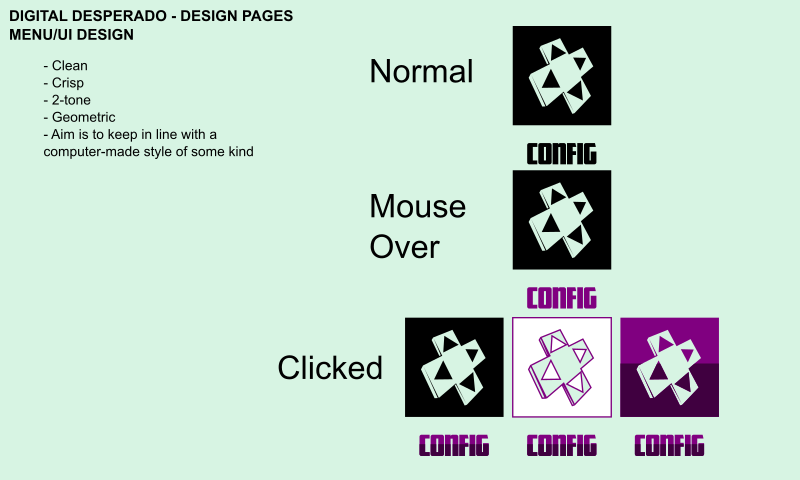 DIGITAL DESPERADO - DESIGN PAGES
MENU/UI DESIGN
- Clean
- Crisp
- 2-tone
- Geometric
- Aim is to keep in line with a
computer-made style of some kind
Normal
CONFIG
Mouse
Over
CONFIG
Clicked
CONFIG CONFIG CONFIG